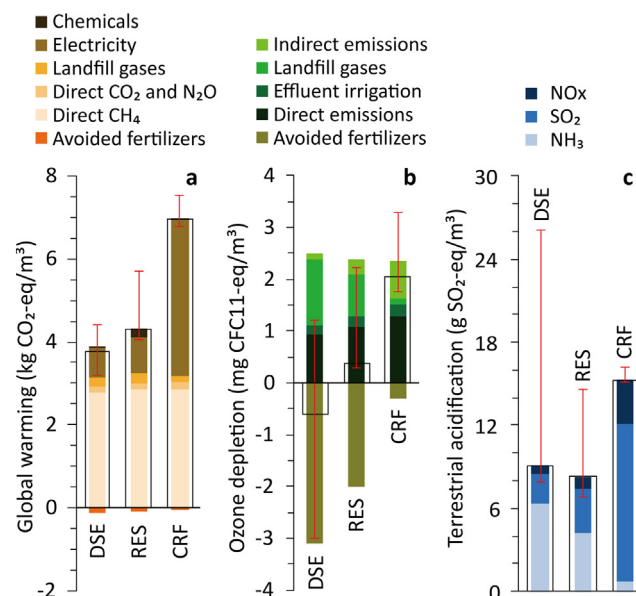 Chemicals
Electricity
Landfill gases
Direct CO₂ and N₂O
Direct CH₄
Avoided fertilizers
Indirect emissions
Landfill gases
Effluent irrigation
Direct emissions
Avoided fertilizers
NOx
SO₂
NH₃
a
Global warming (kg CO₂-eq/m³)
8
6
4
2
0
-2
DSE
RES
CRF
b
Ozone depletion (mg CFC11-eq/m³)
4
3
2
1
0
-1
-2
-3
-4
DSE
RES
CRF
c
Terrestrial acidification (g SO₂-eq/m³)
30
24
18
12
6
0
DSE
RES
CRF